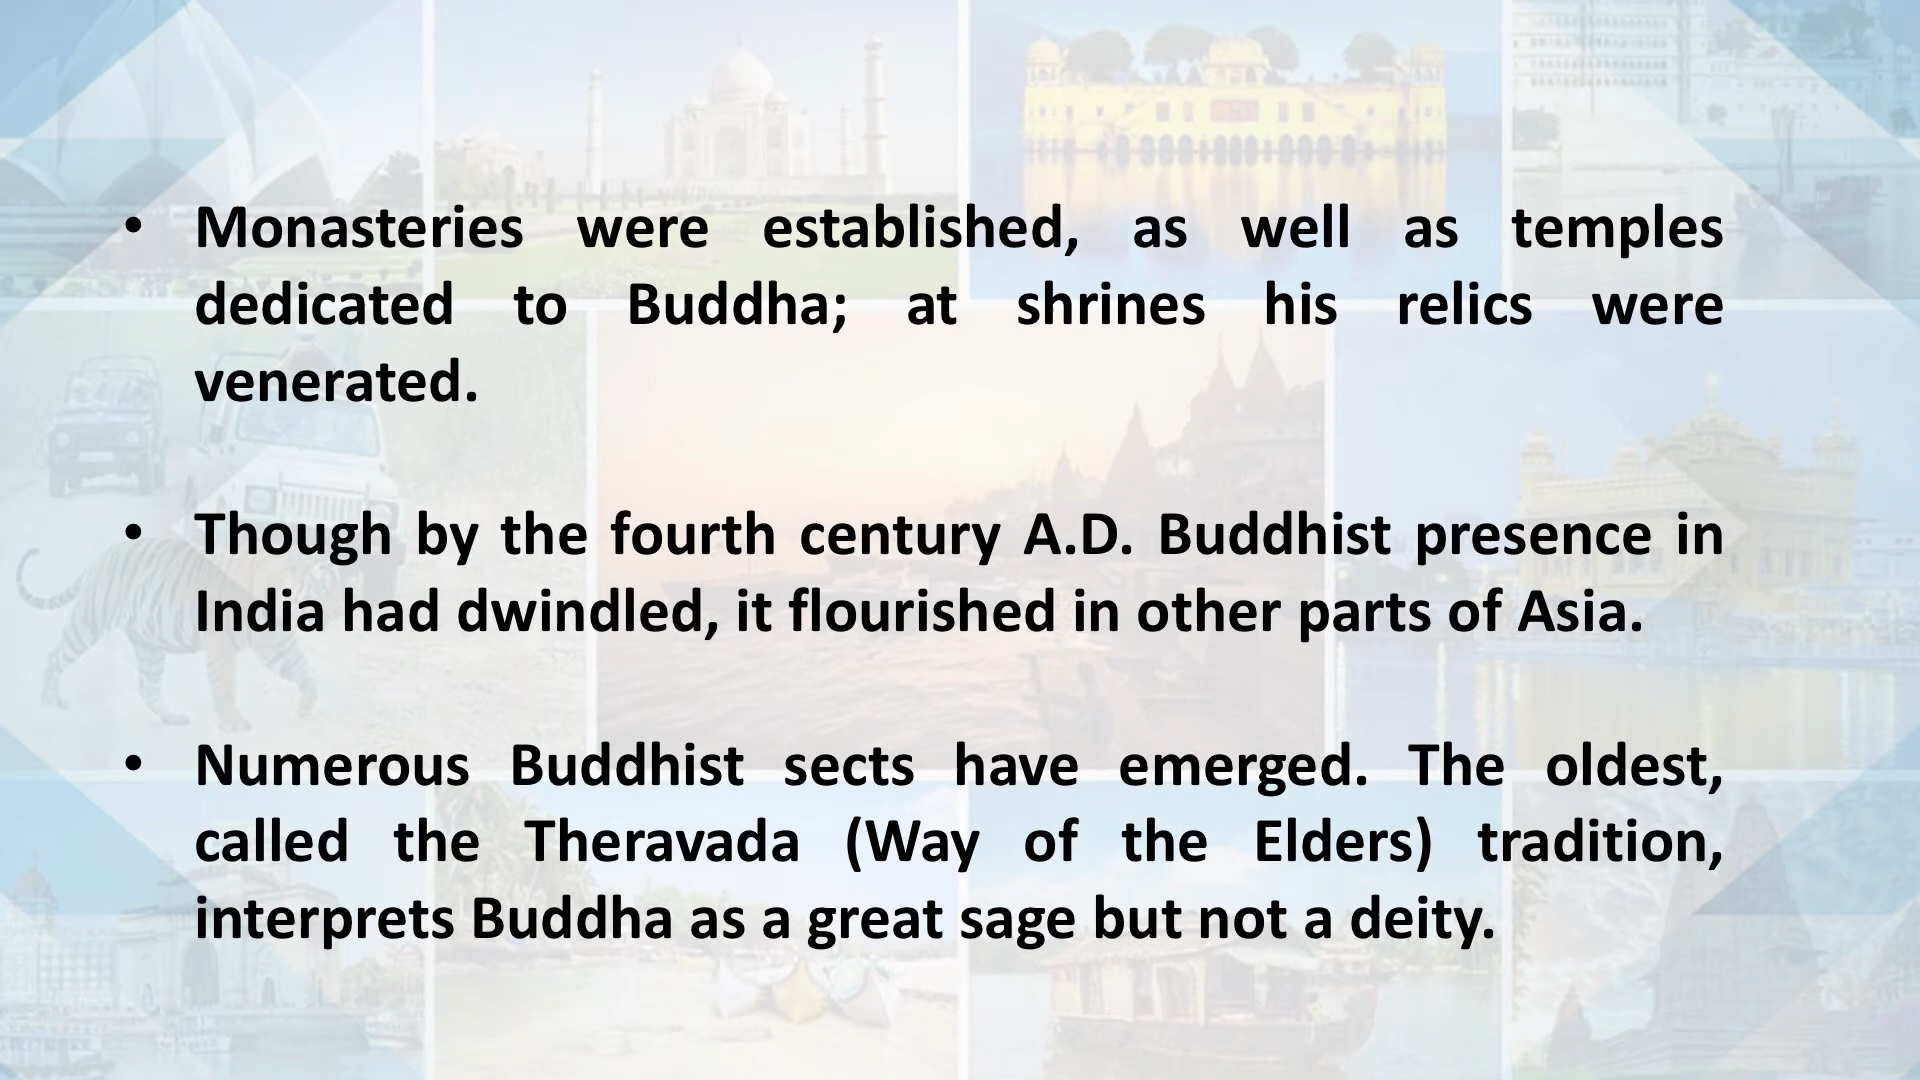 • Monasteries were established, as well as temples
dedicated to Buddha; at shrines his relics were
venerated.
• Though by the fourth century A.D. Buddhist presence in
India had dwindled, it flourished in other parts of Asia.
• Numerous Buddhist sects have emerged. The oldest,
called the Theravada (Way of the Elders) tradition,
interprets Buddha as a great sage but not a deity.